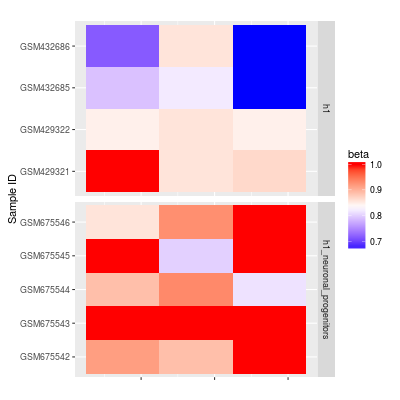 Sample ID
GSM432686
GSM432685
GSM429322
GSM429321
h1
GSM675546
GSM675545
GSM675544
GSM675543
GSM675542
h1_neuronal_progenitors
beta
1.0
0.9
0.8
0.7